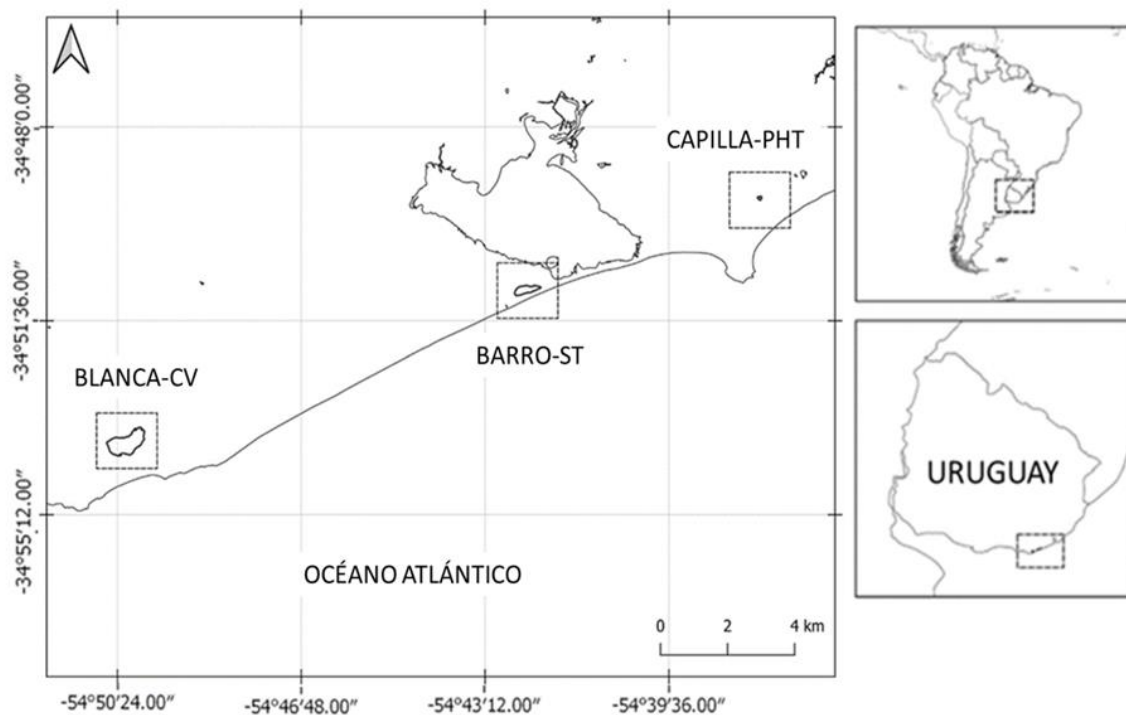 -34°48'0.00"
CAPILLA-PHT
-34°51'36.00"
BARRO-ST
BLANCA-CV
-34°55'12.00"
OCÉANO ATLÁNTICO
0 2 4 km
-54°50'24.00" -54°46'48.00" -54°43'12.00" -54°39'36.00"
URUGUAY